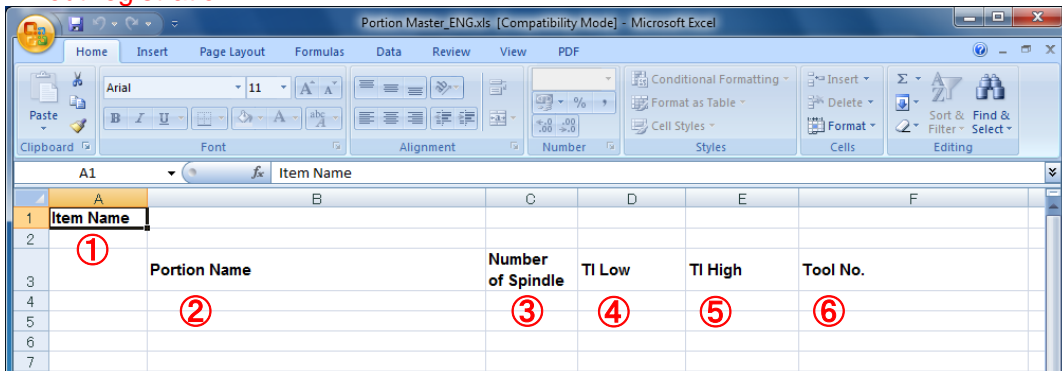 Portion Master_ENG.xls [Compatibility Mode] - Microsoft Excel
Home Insert Page Layout Formulas Data Review View PDF
Paste
Clipboard
Arial 11
B I U
Font
Alignment
% ,
Number
Conditional Formatting
Format as Table
Cell Styles
Styles
Insert
Delete
Format
Cells
Σ
Sort & Filter
Find & Select
Editing
A1 fx Item Name
A B C D E F
1 Item Name
2 ①
3 Portion Name Number of Spindle TI Low TI High Tool No.
4 ② ③ ④ ⑤ ⑥
5
6
7